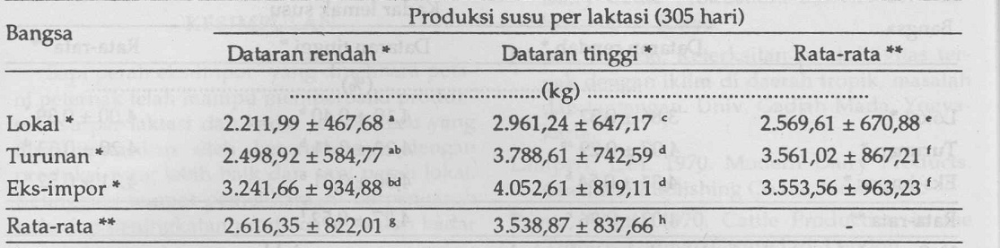 Produksi susu per laktasi (305 hari)
Bangsa
Dataran rendah * Dataran tinggi * Rata-rata **
(kg)
Lokal * 2.211,99 ± 467,68 a 2.961,24 ± 647,17 c 2.569,61 ± 670,88 e
Turunan * 2.498,92 ± 584,77 ab 3.788,61 ± 742,59 d 3.561,02 ± 867,21 f
Eks-impor * 3.241,66 ± 934,88 bd 4.052,61 ± 819,11 d 3.553,56 ± 963,23 f
Rata-rata ** 2.616,35 ± 822,01 g 3.538,87 ± 837,66 h -